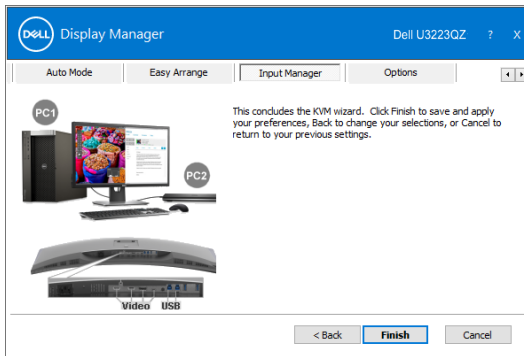 DELL Display Manager
Dell U3223QZ ? X
Auto Mode Easy Arrange Input Manager Options
PC1
PC2
Video USB
This concludes the KVM wizard. Click Finish to save and apply
your preferences, Back to change your selections, or Cancel to
return to your previous settings.
< Back Finish Cancel